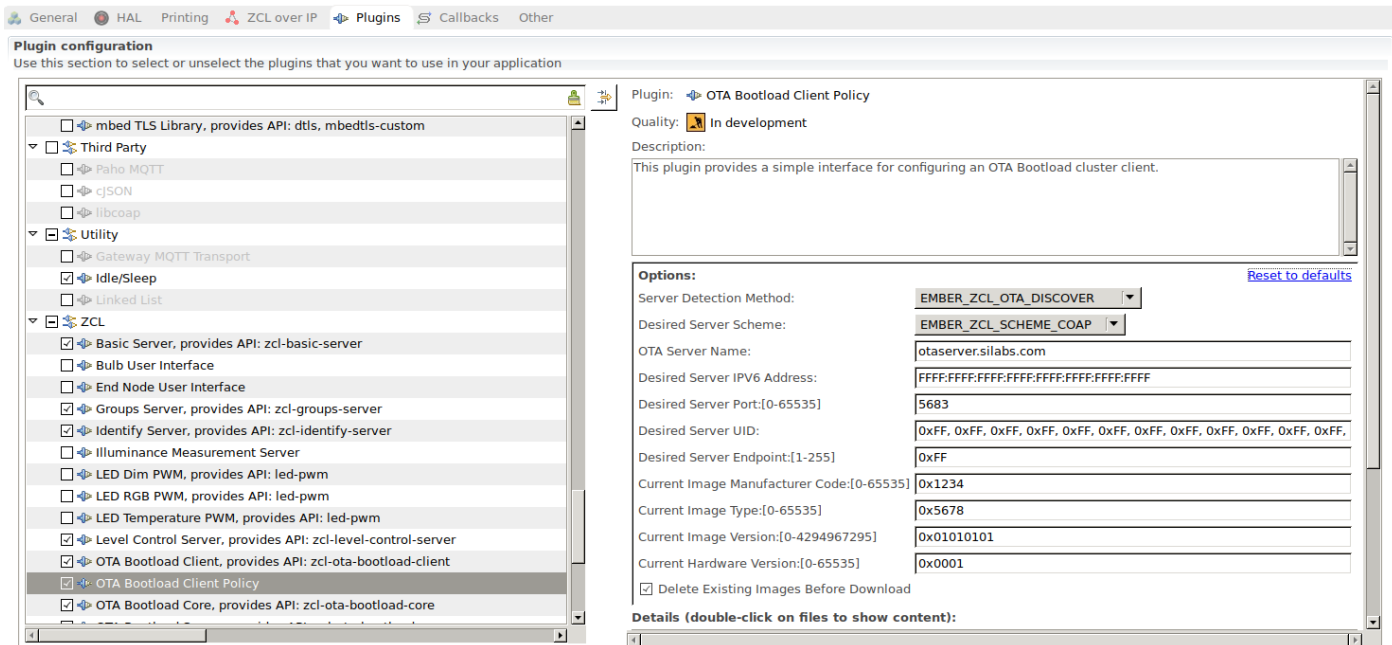 General HAL Printing ZCL over IP Plugins Callbacks Other
Plugin configuration
Use this section to select or unselect the plugins that you want to use in your application
mbed TLS Library, provides API: dtls, mbedtls-custom
Third Party
Paho MQTT
cJSON
libcoap
Utility
Gateway MQTT Transport
Idle/Sleep
Linked List
ZCL
Basic Server, provides API: zcl-basic-server
Bulb User Interface
End Node User Interface
Groups Server, provides API: zcl-groups-server
Identify Server, provides API: zcl-identify-server
Illuminance Measurement Server
LED Dim PWM, provides API: led-pwm
LED RGB PWM, provides API: led-pwm
LED Temperature PWM, provides API: led-pwm
Level Control Server, provides API: zcl-level-control-server
OTA Bootload Client, provides API: zcl-ota-bootload-client
OTA Bootload Client Policy
OTA Bootload Core, provides API: zcl-ota-bootload-core
Plugin: OTA Bootload Client Policy
Quality: In development
Description:
This plugin provides a simple interface for configuring an OTA Bootload cluster client.
Options: Reset to defaults
Server Detection Method: EMBER_ZCL_OTA_DISCOVER
Desired Server Scheme: EMBER_ZCL_SCHEME_COAP
OTA Server Name: otaserver.silabs.com
Desired Server IPV6 Address: FFFF:FFFF:FFFF:FFFF:FFFF:FFFF:FFFF:FFFF
Desired Server Port:[0-65535] 5683
Desired Server UID: 0xFF, 0xFF, 0xFF, 0xFF, 0xFF, 0xFF, 0xFF, 0xFF, 0xFF, 0xFF, 0xFF, 0xFF,
Desired Server Endpoint:[1-255] 0xFF
Current Image Manufacturer Code:[0-65535] 0x1234
Current Image Type:[0-65535] 0x5678
Current Image Version:[0-4294967295] 0x01010101
Current Hardware Version:[0-65535] 0x0001
Delete Existing Images Before Download
Details (double-click on files to show content):